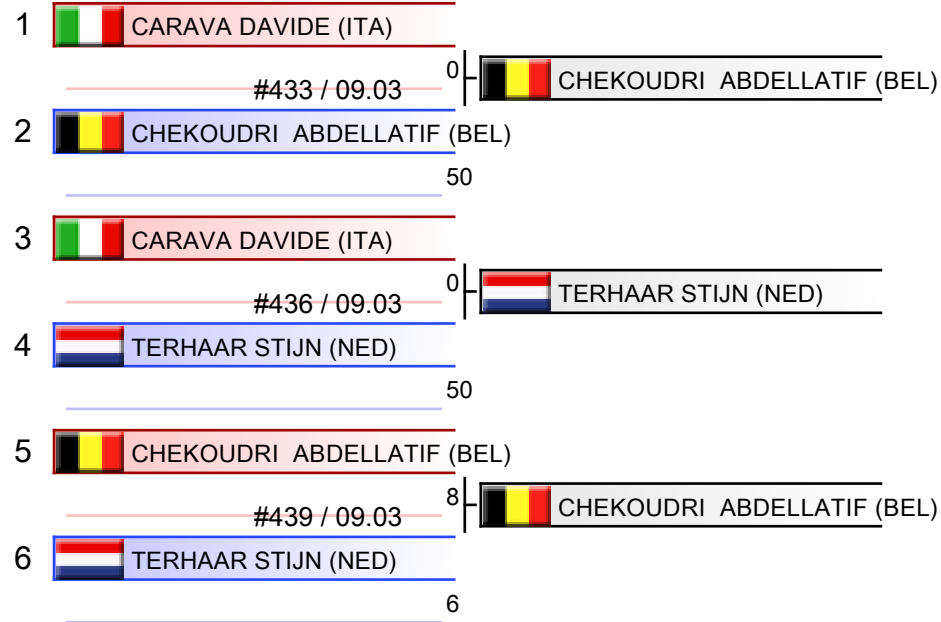 1 CARAVA DAVIDE (ITA)
#433 / 09.03 0 CHEKOUDRI ABDELLATIF (BEL)
2 CHEKOUDRI ABDELLATIF (BEL)
50
3 CARAVA DAVIDE (ITA)
#436 / 09.03 0 TERHAAR STIJN (NED)
4 TERHAAR STIJN (NED)
50
5 CHEKOUDRI ABDELLATIF (BEL)
#439 / 09.03 8 CHEKOUDRI ABDELLATIF (BEL)
6 TERHAAR STIJN (NED)
6